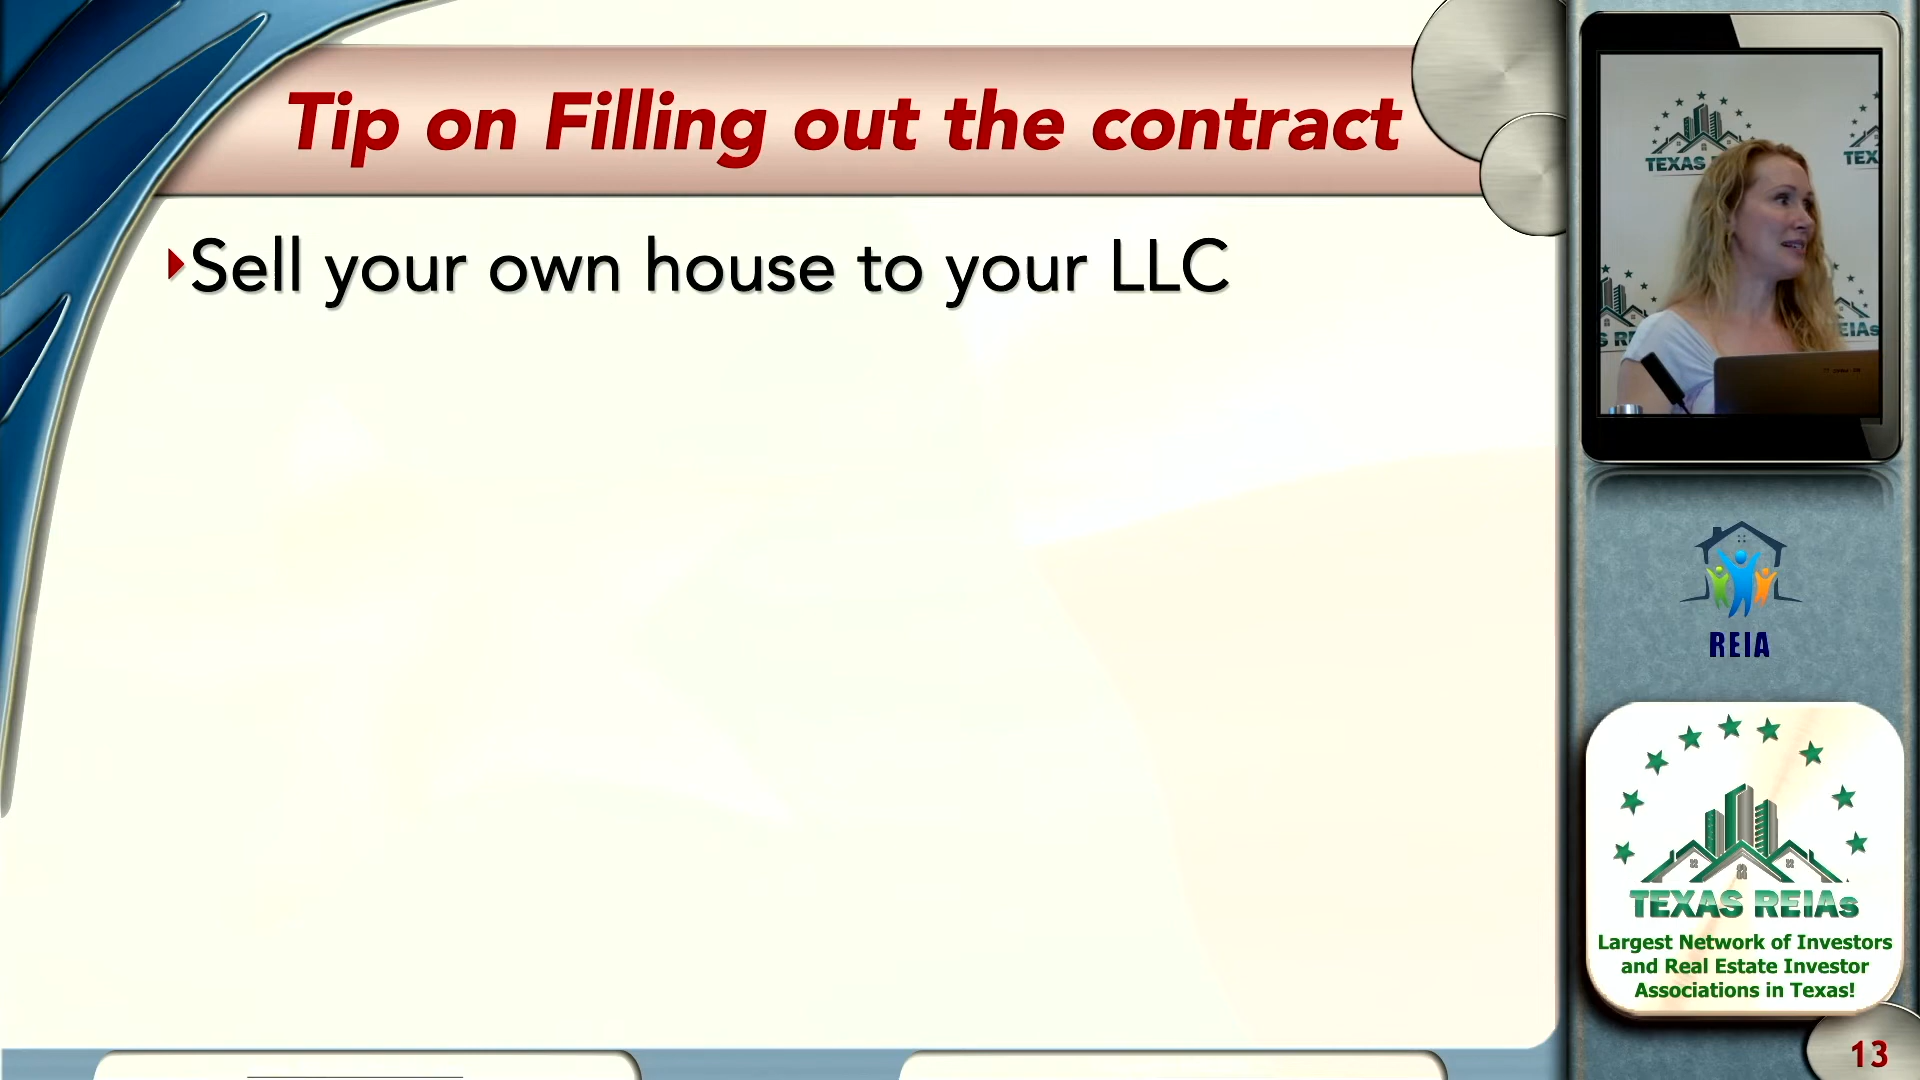 Tip on Filling out the contract
Sell your own house to your LLC
TEXAS R
TEX
S R
EIAs
REIA
TEXAS REIAs
Largest Network of Investors
and Real Estate Investor
Associations in Texas!
13